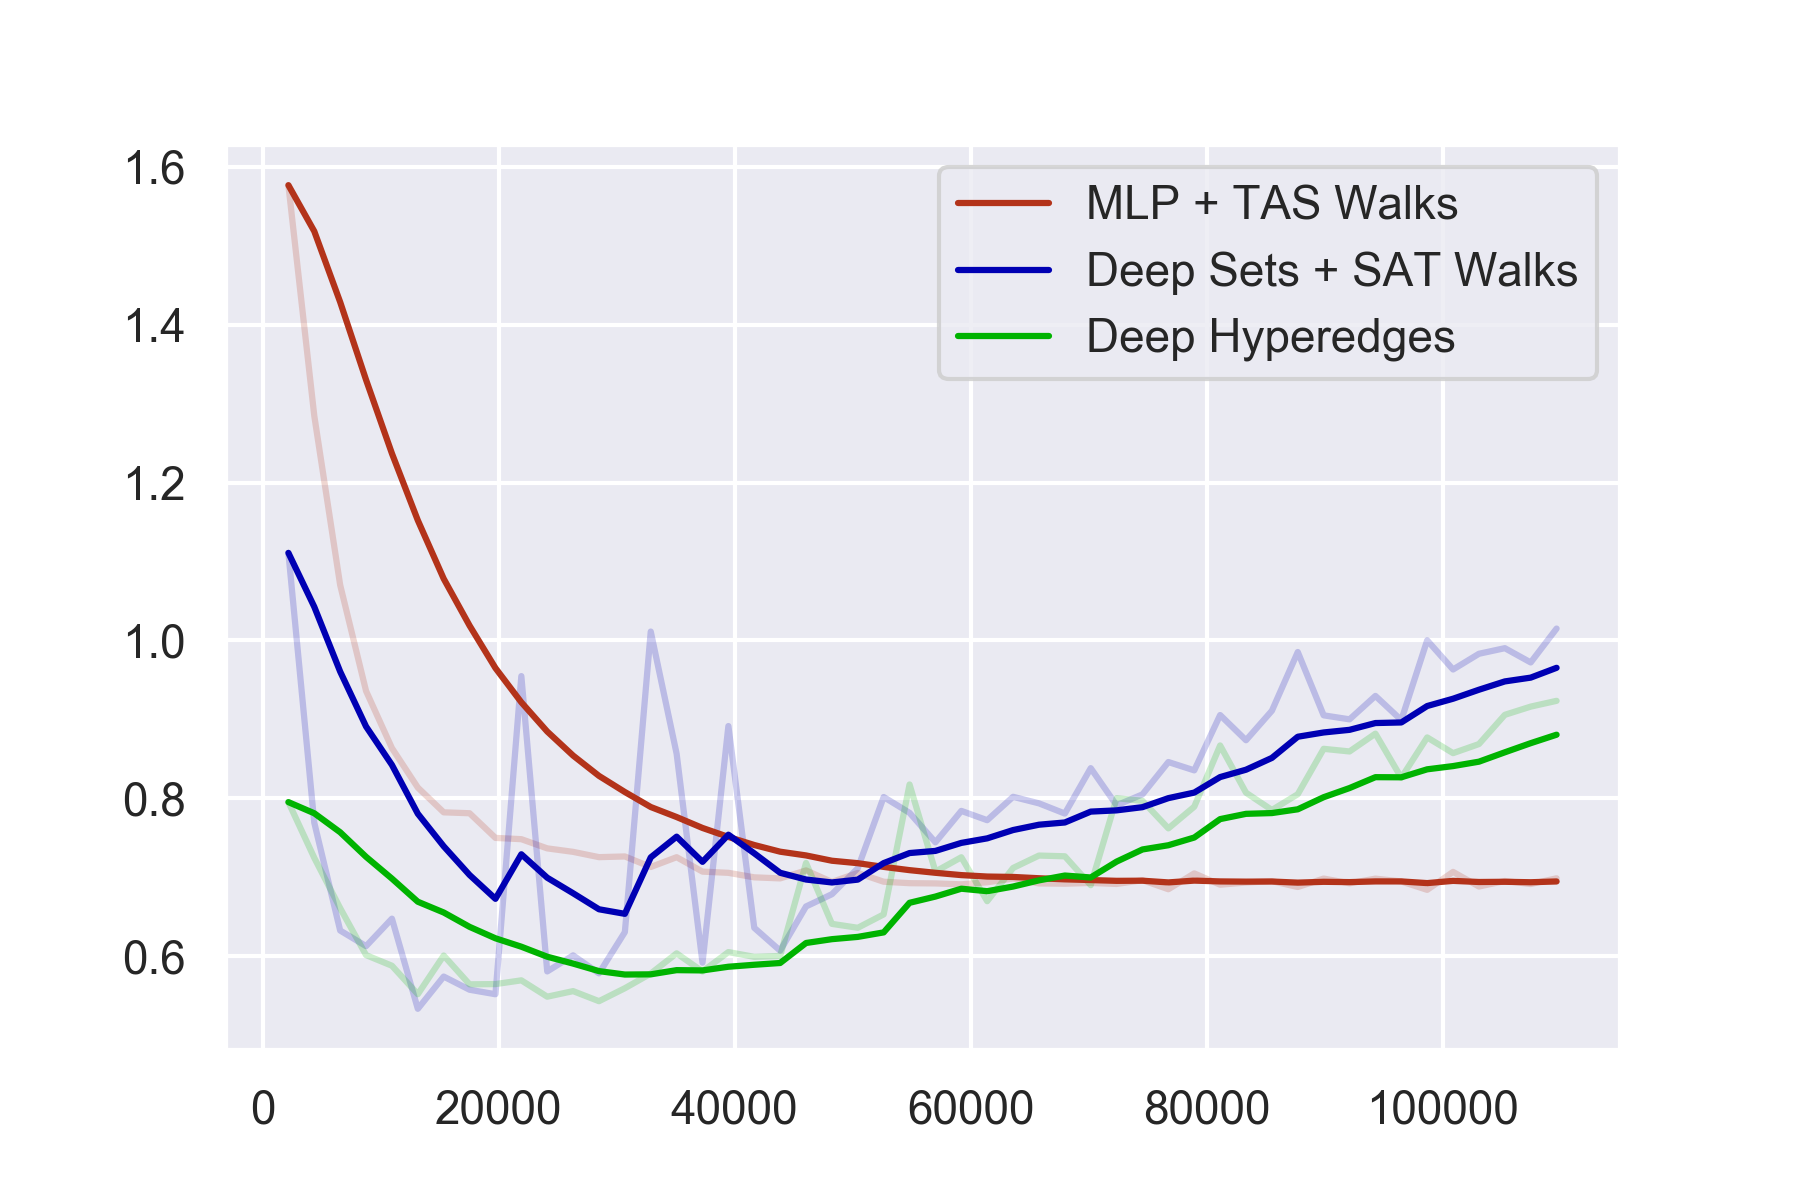 1.6
1.4
1.2
1.0
0.8
0.6
MLP + TAS Walks
Deep Sets + SAT Walks
Deep Hyperedges
0 20000 40000 60000 80000 100000